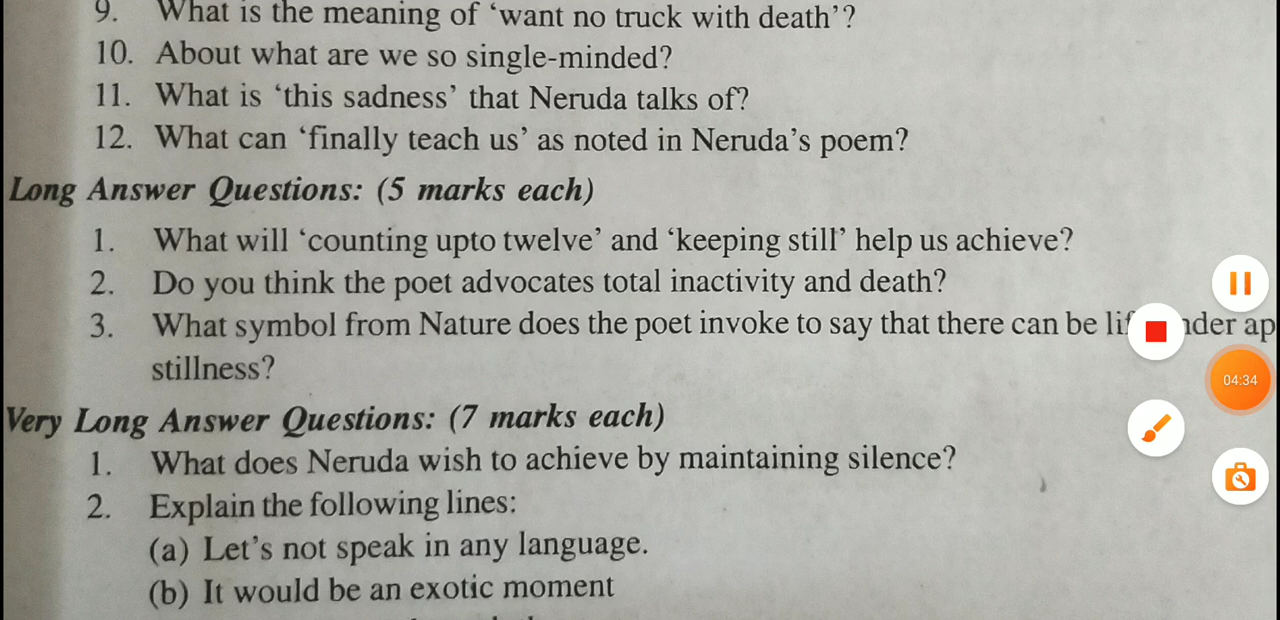 9. What is the meaning of ‘want no truck with death’?
10. About what are we so single-minded?
11. What is ‘this sadness’ that Neruda talks of?
12. What can ‘finally teach us’ as noted in Neruda’s poem?
Long Answer Questions: (5 marks each)
1. What will ‘counting upto twelve’ and ‘keeping still’ help us achieve?
2. Do you think the poet advocates total inactivity and death?
3. What symbol from Nature does the poet invoke to say that there can be
stillness?
04:34
Very Long Answer Questions: (7 marks each)
1. What does Neruda wish to achieve by maintaining silence?
2. Explain the following lines:
(a) Let’s not speak in any language.
(b) It would be an exotic moment